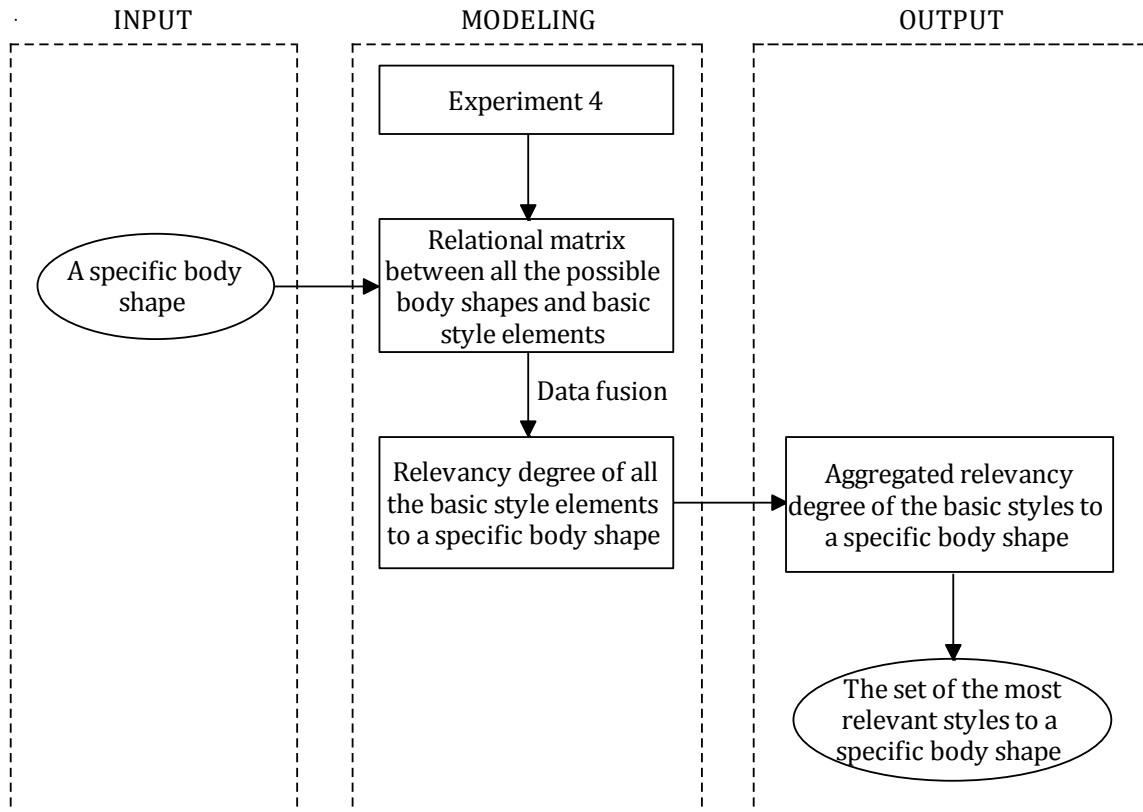 INPUT
MODELING
OUTPUT
Experiment 4
A specific body
shape
Relational matrix
between all the possible
body shapes and basic
style elements
Data fusion
Relevancy degree of all
the basic style elements
to a specific body shape
Aggregated relevancy
degree of the basic styles to
a specific body shape
The set of the most
relevant styles to a
specific body shape